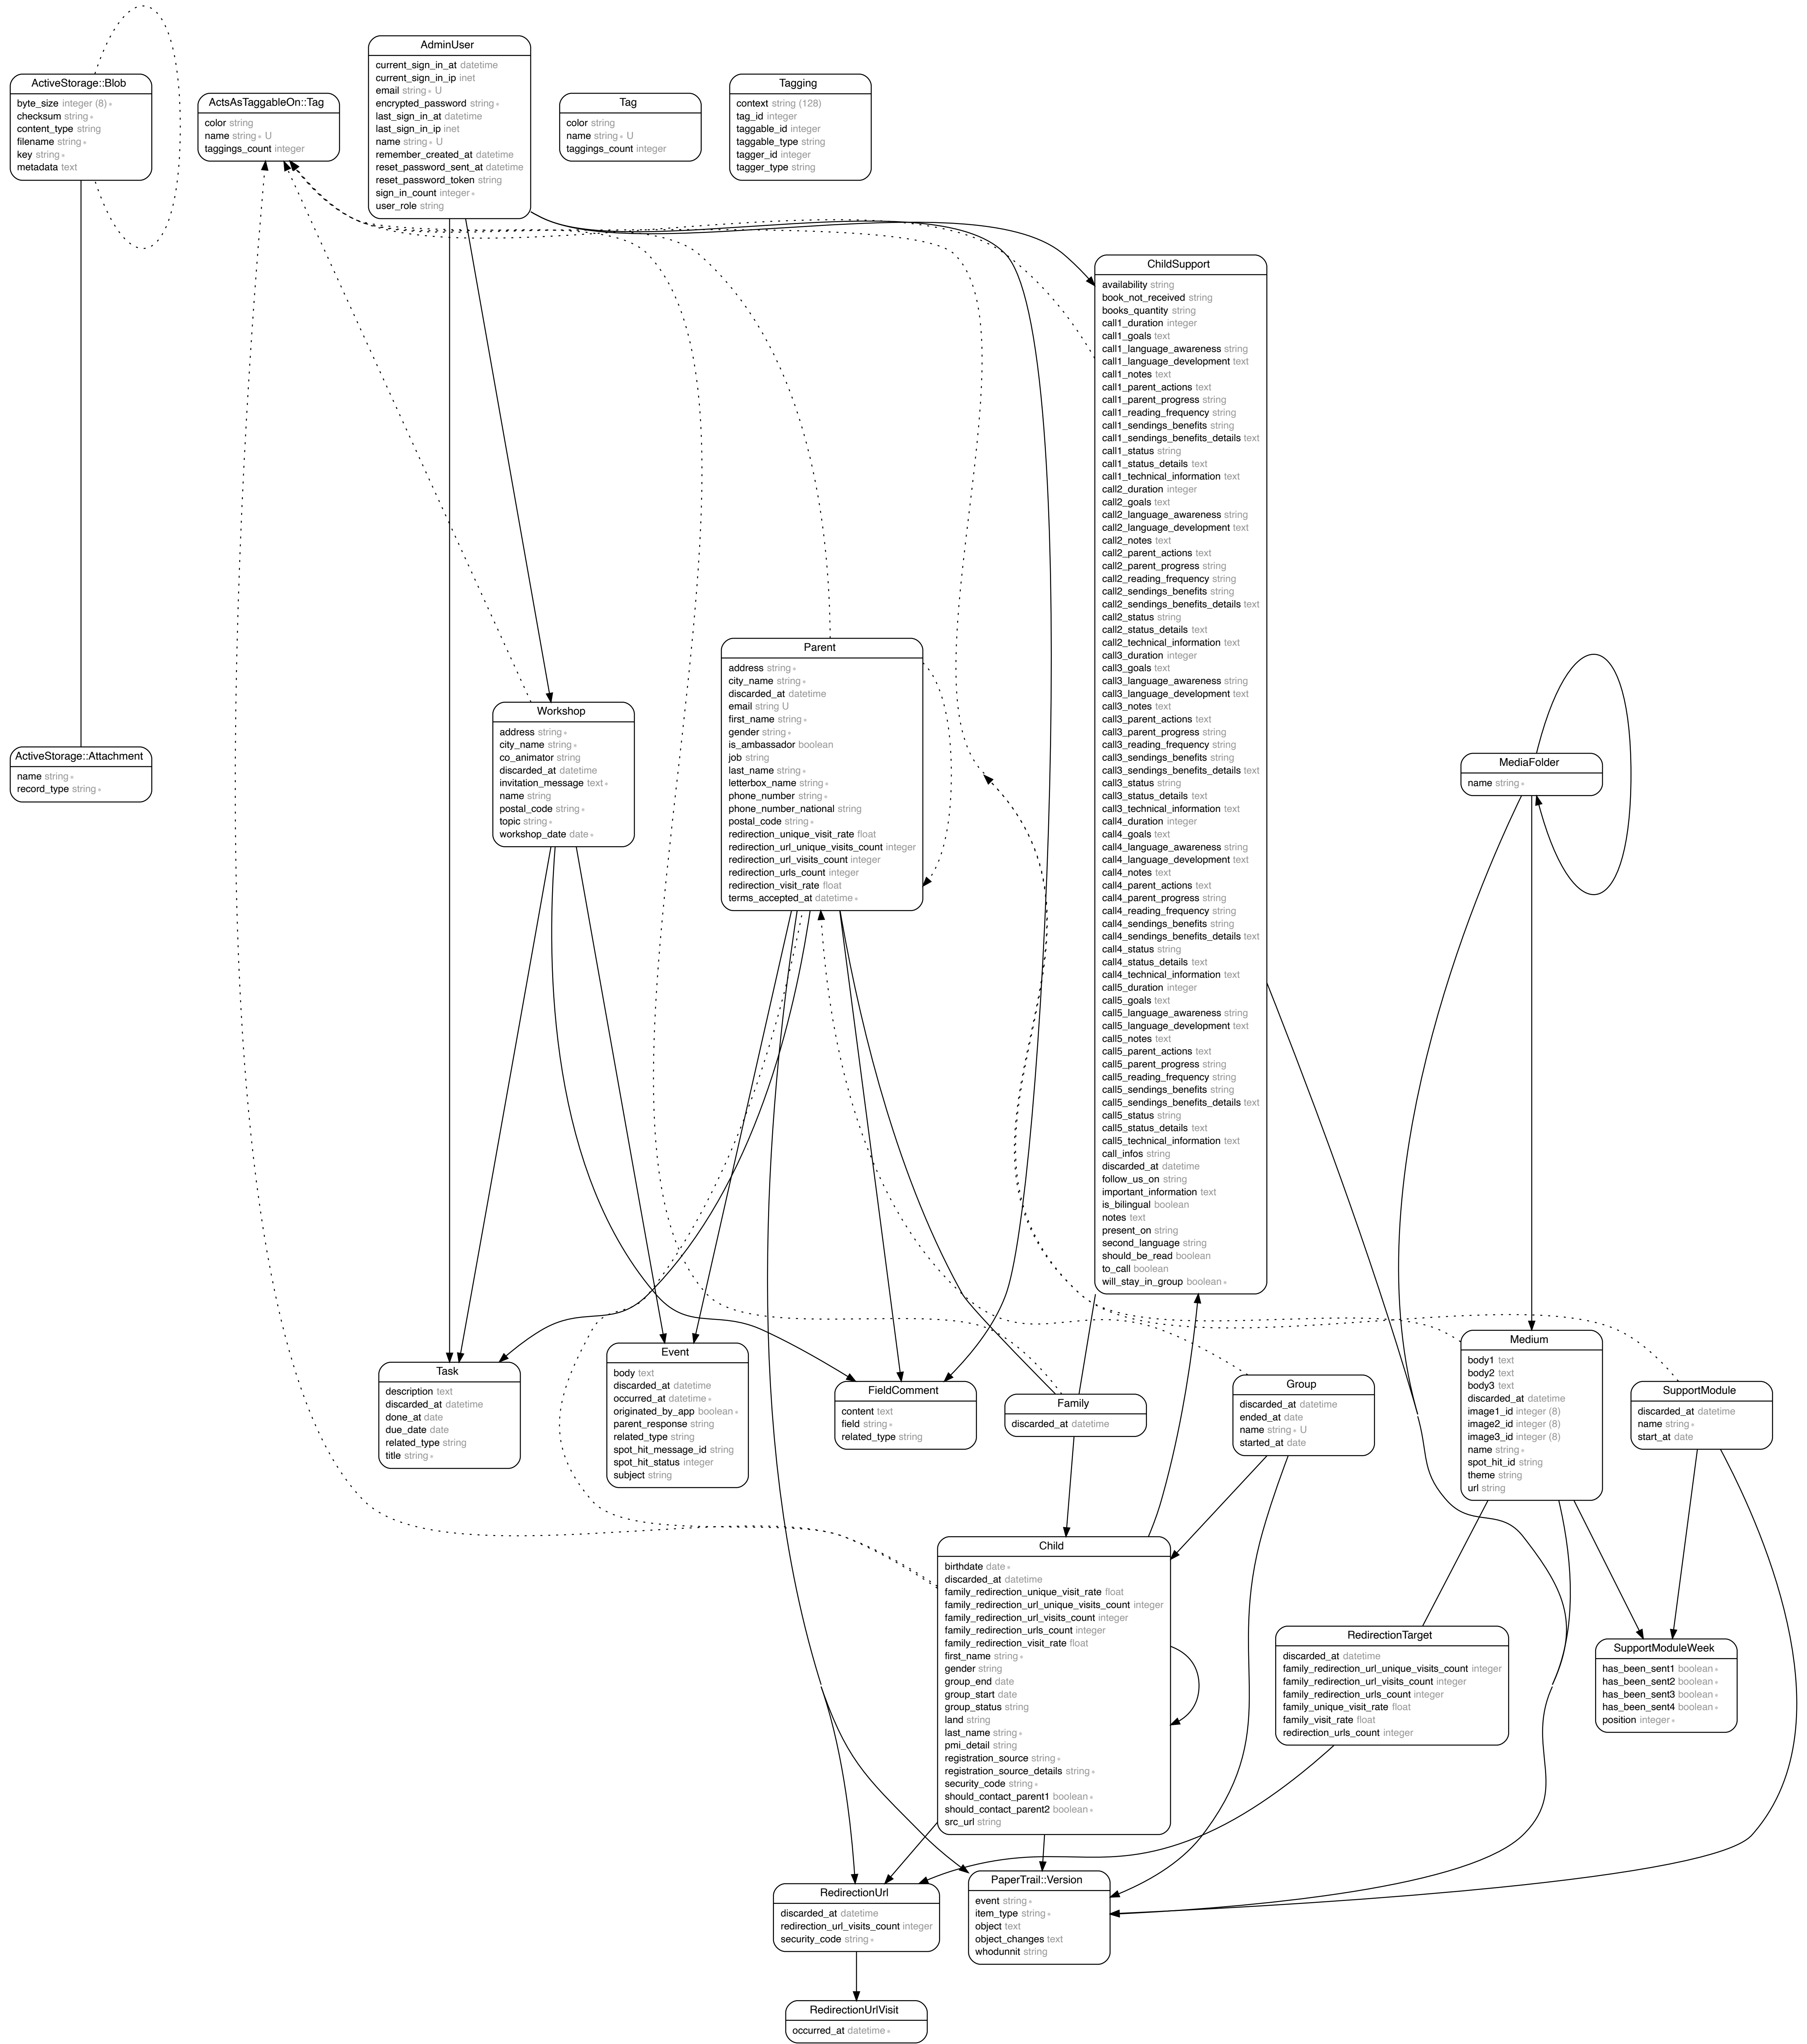 AdminUser
current_sign_in_at datetime
current_sign_in_ip inet
email string ∗ U
encrypted_password string ∗
last_sign_in_at datetime
last_sign_in_ip inet
name string ∗ U
remember_created_at datetime
reset_password_sent_at datetime
reset_password_token string
sign_in_count integer ∗
user_role string
ActiveStorage::Blob
byte_size integer (8) ∗
checksum string ∗
content_type string
filename string ∗
key string ∗
metadata text
ActsAsTaggableOn::Tag
color string
name string ∗ U
taggings_count integer
Tag
color string
name string ∗ U
taggings_count integer
Tagging
context string (128)
tag_id integer
taggable_id integer
taggable_type string
tagger_id integer
tagger_type string
ChildSupport
availability string
book_not_received string
books_quantity string
call1_duration integer
call1_goals text
call1_language_awareness string
call1_language_development text
call1_notes text
call1_parent_actions text
call1_parent_progress string
call1_reading_frequency string
call1_sendings_benefits string
call1_sendings_benefits_details text
call1_status string
call1_status_details text
call1_technical_information text
call2_duration integer
call2_goals text
call2_language_awareness string
call2_language_development text
call2_notes text
call2_parent_actions text
call2_parent_progress string
call2_reading_frequency string
call2_sendings_benefits string
call2_sendings_benefits_details text
call2_status string
call2_status_details text
call2_technical_information text
call3_duration integer
call3_goals text
call3_language_awareness string
call3_language_development text
call3_notes text
call3_parent_actions text
call3_parent_progress string
call3_reading_frequency string
call3_sendings_benefits string
call3_sendings_benefits_details text
call3_status string
call3_status_details text
call3_technical_information text
call4_duration integer
call4_goals text
call4_language_awareness string
call4_language_development text
call4_notes text
call4_parent_actions text
call4_parent_progress string
call4_reading_frequency string
call4_sendings_benefits string
call4_sendings_benefits_details text
call4_status string
call4_status_details text
call4_technical_information text
call5_duration integer
call5_goals text
call5_language_awareness string
call5_language_development text
call5_notes text
call5_parent_actions text
call5_parent_progress string
call5_reading_frequency string
call5_sendings_benefits string
call5_sendings_benefits_details text
call5_status string
call5_status_details text
call5_technical_information text
call_infos string
discarded_at datetime
follow_us_on string
important_information text
is_bilingual boolean
notes text
present_on string
second_language string
should_be_read boolean
to_call boolean
will_stay_in_group boolean ∗
Parent
address string ∗
city_name string ∗
discarded_at datetime
email string U
first_name string ∗
gender string ∗
is_ambassador boolean
job string
last_name string ∗
letterbox_name string ∗
phone_number string ∗
phone_number_national string
postal_code string ∗
redirection_unique_visit_rate float
redirection_url_unique_visits_count integer
redirection_url_visits_count integer
redirection_urls_count integer
redirection_visit_rate float
terms_accepted_at datetime ∗
Workshop
address string ∗
city_name string ∗
co_animator string
discarded_at datetime
invitation_message text ∗
name string
postal_code string ∗
topic string ∗
workshop_date date ∗
ActiveStorage::Attachment
name string ∗
record_type string ∗
MediaFolder
name string ∗
Task
description text
discarded_at datetime
done_at date
due_date date
related_type string
title string ∗
Event
body text
discarded_at datetime
occurred_at datetime ∗
originated_by_app boolean ∗
parent_response string
related_type string
spot_hit_message_id string
spot_hit_status integer
subject string
FieldComment
content text
field string ∗
related_type string
Family
discarded_at datetime
Group
discarded_at datetime
ended_at date
name string ∗ U
started_at date
Medium
body1 text
body2 text
body3 text
discarded_at datetime
image1_id integer (8)
image2_id integer (8)
image3_id integer (8)
name string ∗
spot_hit_id string
theme string
url string
SupportModule
discarded_at datetime
name string ∗
start_at date
Child
birthdate date ∗
discarded_at datetime
family_redirection_unique_visit_rate float
family_redirection_url_unique_visits_count integer
family_redirection_url_visits_count integer
family_redirection_urls_count integer
family_redirection_visit_rate float
first_name string ∗
gender string
group_end date
group_start date
group_status string
land string
last_name string ∗
pmi_detail string
registration_source string ∗
registration_source_details string ∗
security_code string ∗
should_contact_parent1 boolean ∗
should_contact_parent2 boolean ∗
src_url string
RedirectionTarget
discarded_at datetime
family_redirection_url_unique_visits_count integer
family_redirection_url_visits_count integer
family_redirection_urls_count integer
family_unique_visit_rate float
family_visit_rate float
redirection_urls_count integer
SupportModuleWeek
has_been_sent1 boolean ∗
has_been_sent2 boolean ∗
has_been_sent3 boolean ∗
has_been_sent4 boolean ∗
position integer ∗
RedirectionUrl
discarded_at datetime
redirection_url_visits_count integer
security_code string ∗
PaperTrail::Version
event string ∗
item_type string ∗
object text
object_changes text
whodunnit string
RedirectionUrlVisit
occurred_at datetime ∗